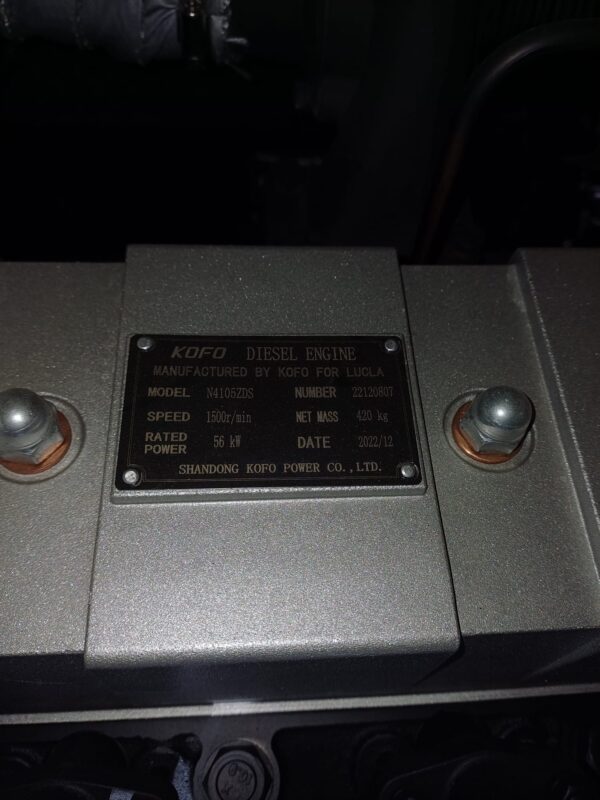 KOFO DIESEL ENGINE
MANUFACTURED BY KOFO FOR LUCLA
MODEL N4105ZDS NUMBER 22120807
SPEED 1500r/min NET MASS 420 kg
RATED POWER 56 kW DATE 2022/12
SHANDONG KOFO POWER CO.,LTD.